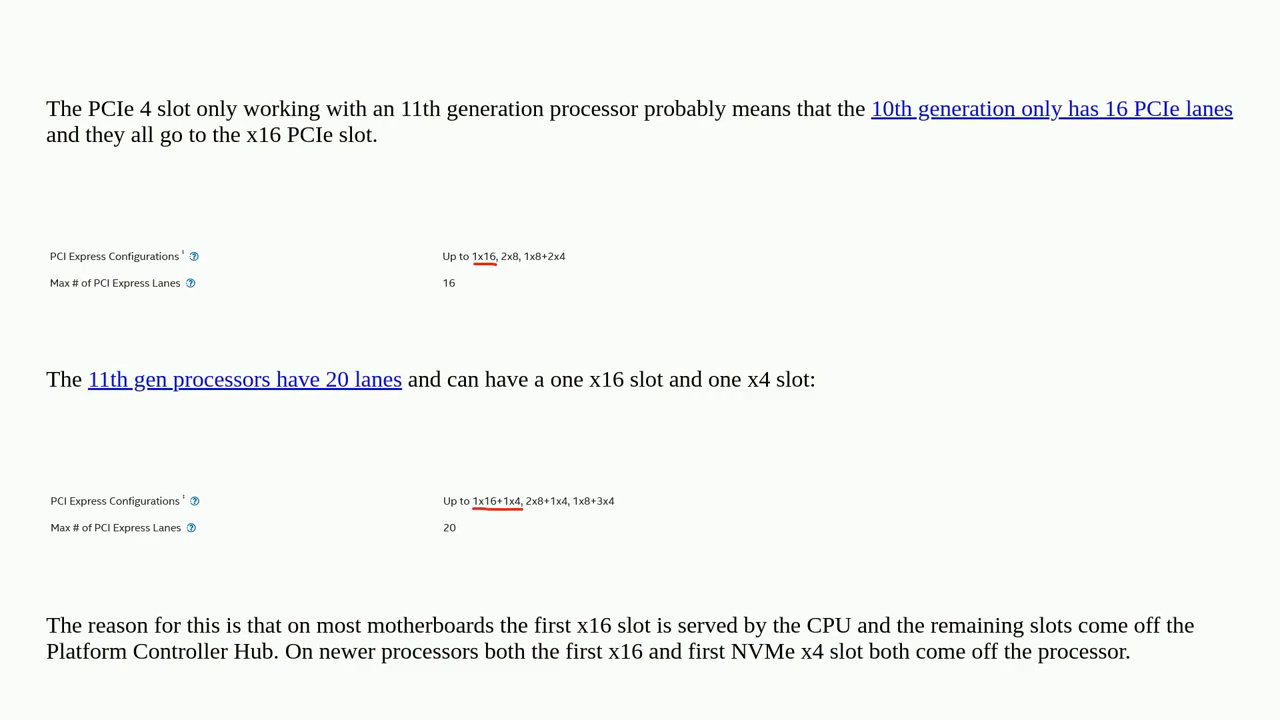 The PCIe 4 slot only working with an 11th generation processor probably means that the 10th generation only has 16 PCIe lanes
and they all go to the x16 PCIe slot.
PCI Express Configurations ‡ ? Up to 1x16, 2x8, 1x8+2x4
Max # of PCI Express Lanes ? 16
The 11th gen processors have 20 lanes and can have a one x16 slot and one x4 slot:
PCI Express Configurations ‡ ? Up to 1x16+1x4, 2x8+1x4, 1x8+3x4
Max # of PCI Express Lanes ? 20
The reason for this is that on most motherboards the first x16 slot is served by the CPU and the remaining slots come off the
Platform Controller Hub. On newer processors both the first x16 and first NVMe x4 slot both come off the processor.